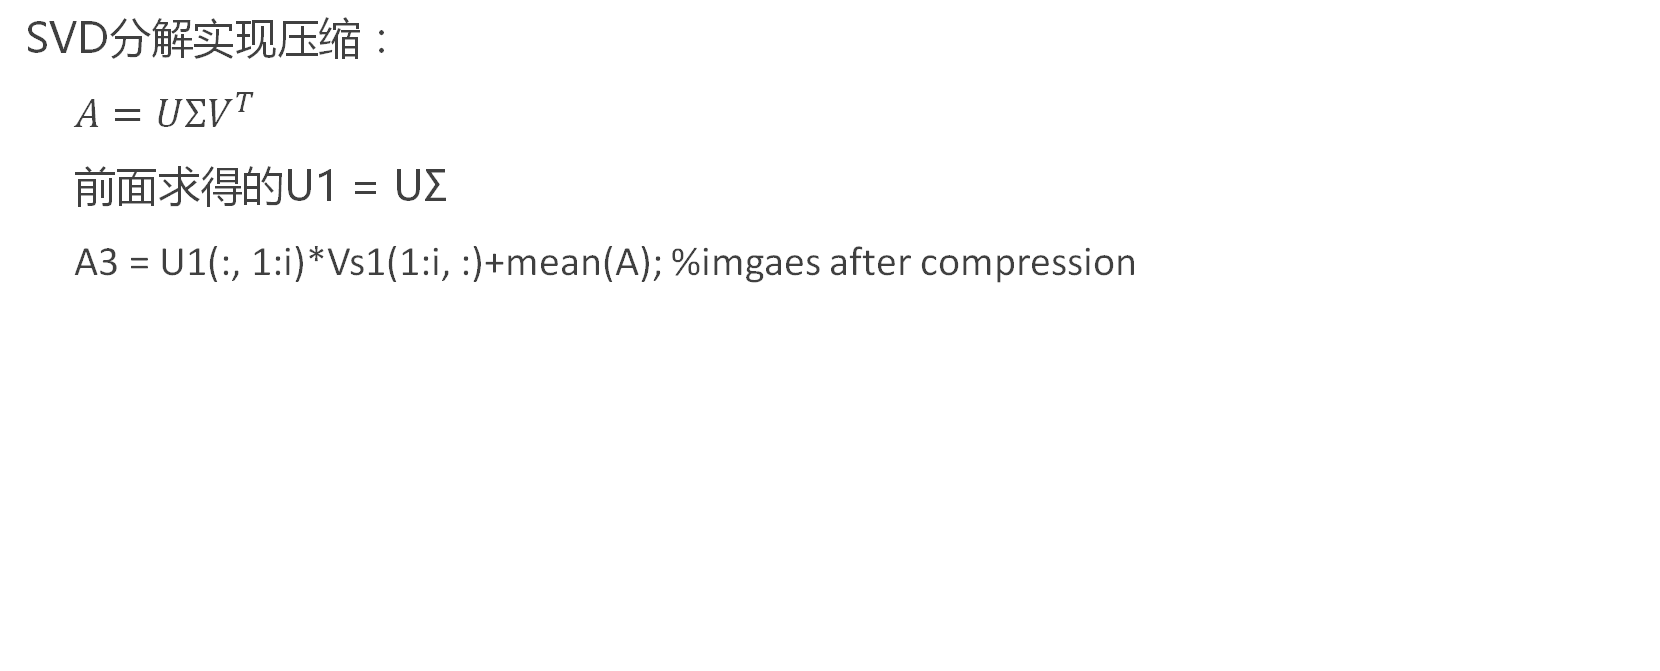 SVD分解实现压缩：
A = UΣV^T
前面求得的U1 = UΣ
A3 = U1(:, 1:i)*Vs1(1:i, :)+mean(A); %imgaes after compression